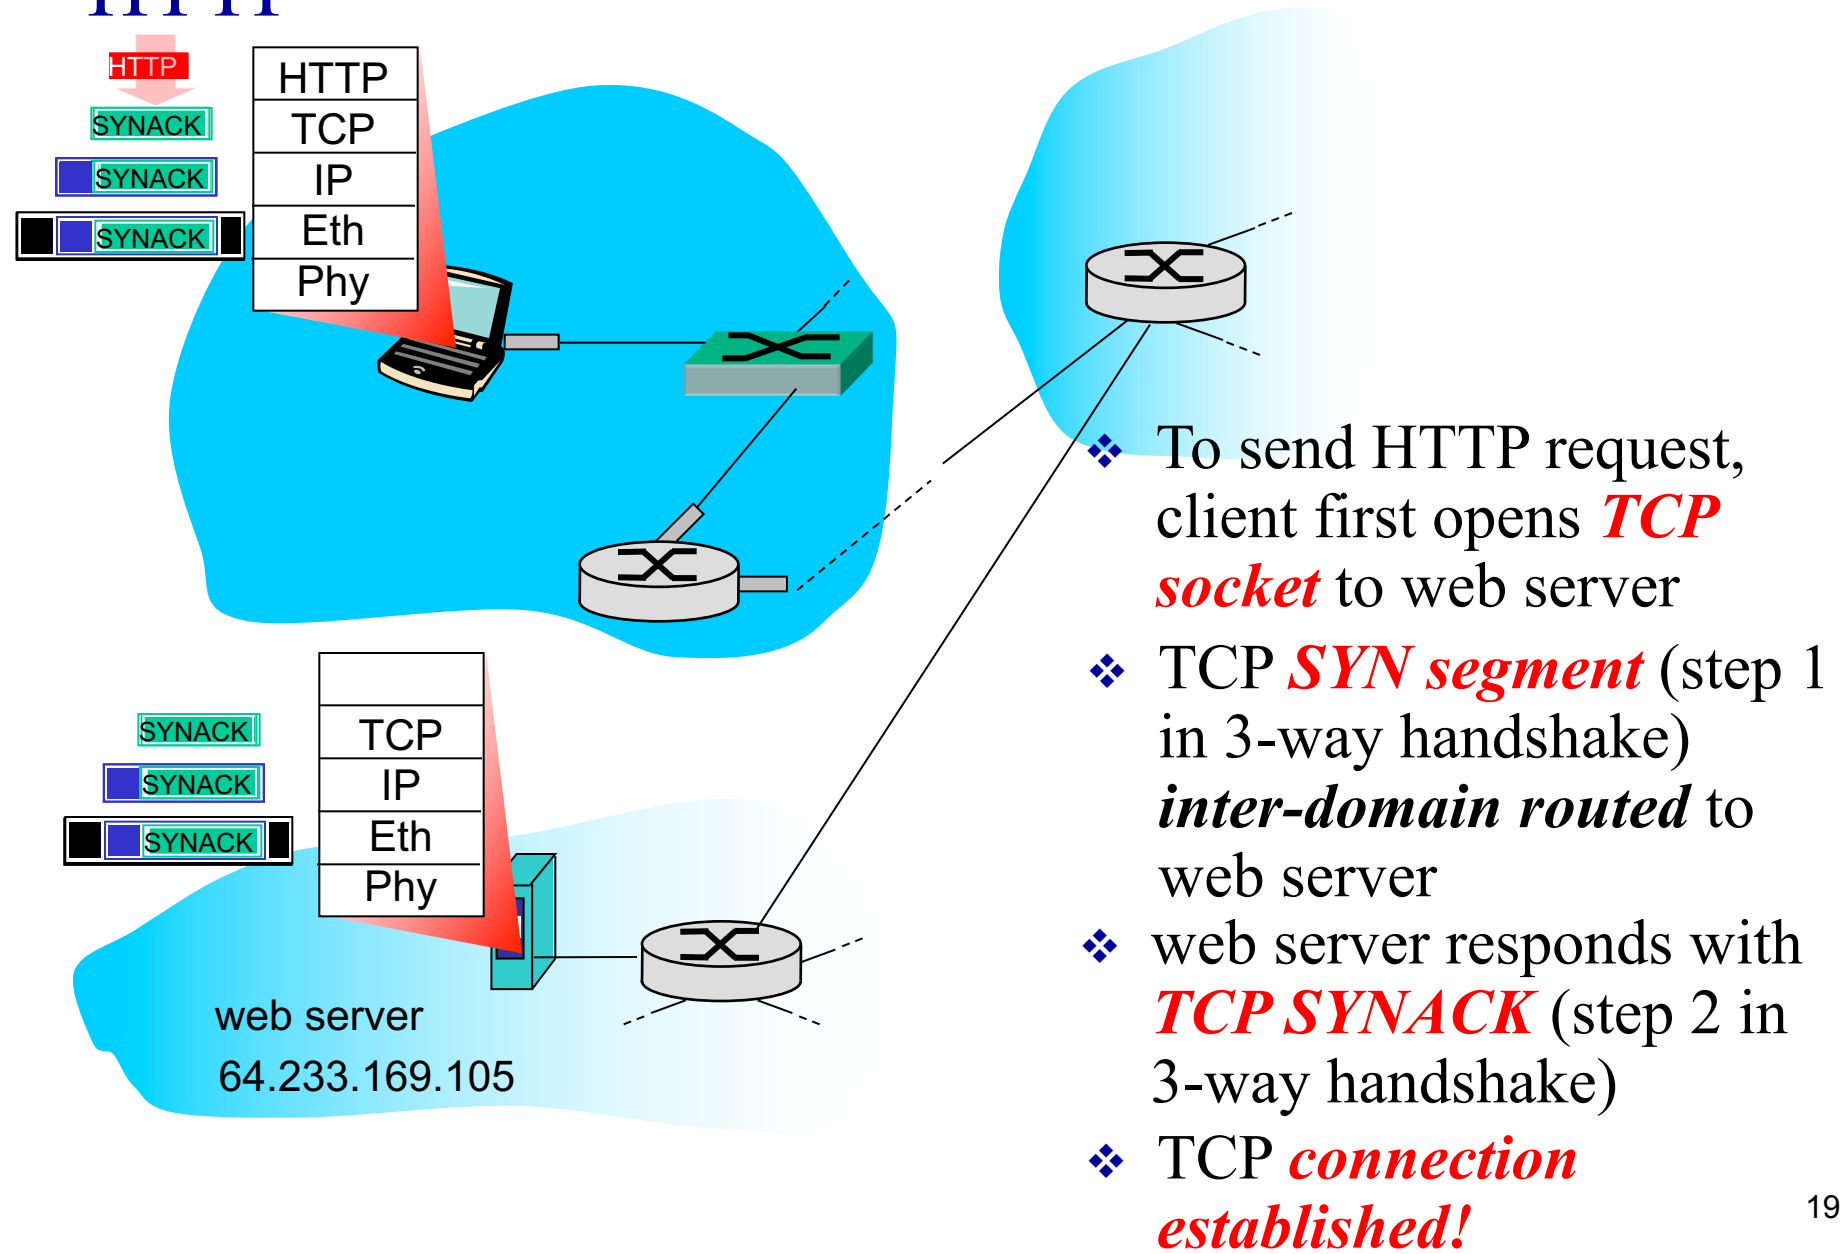 HTTP
HTTP
SYNACK
SYNACK
SYNACK
HTTP
TCP
IP
Eth
Phy
SYNACK
SYNACK
SYNACK
TCP
IP
Eth
Phy
web server
64.233.169.105
To send HTTP request,
client first opens TCP
socket to web server
TCP SYN segment (step 1
in 3-way handshake)
inter-domain routed to
web server
web server responds with
TCP SYNACK (step 2 in
3-way handshake)
TCP connection
established!
19